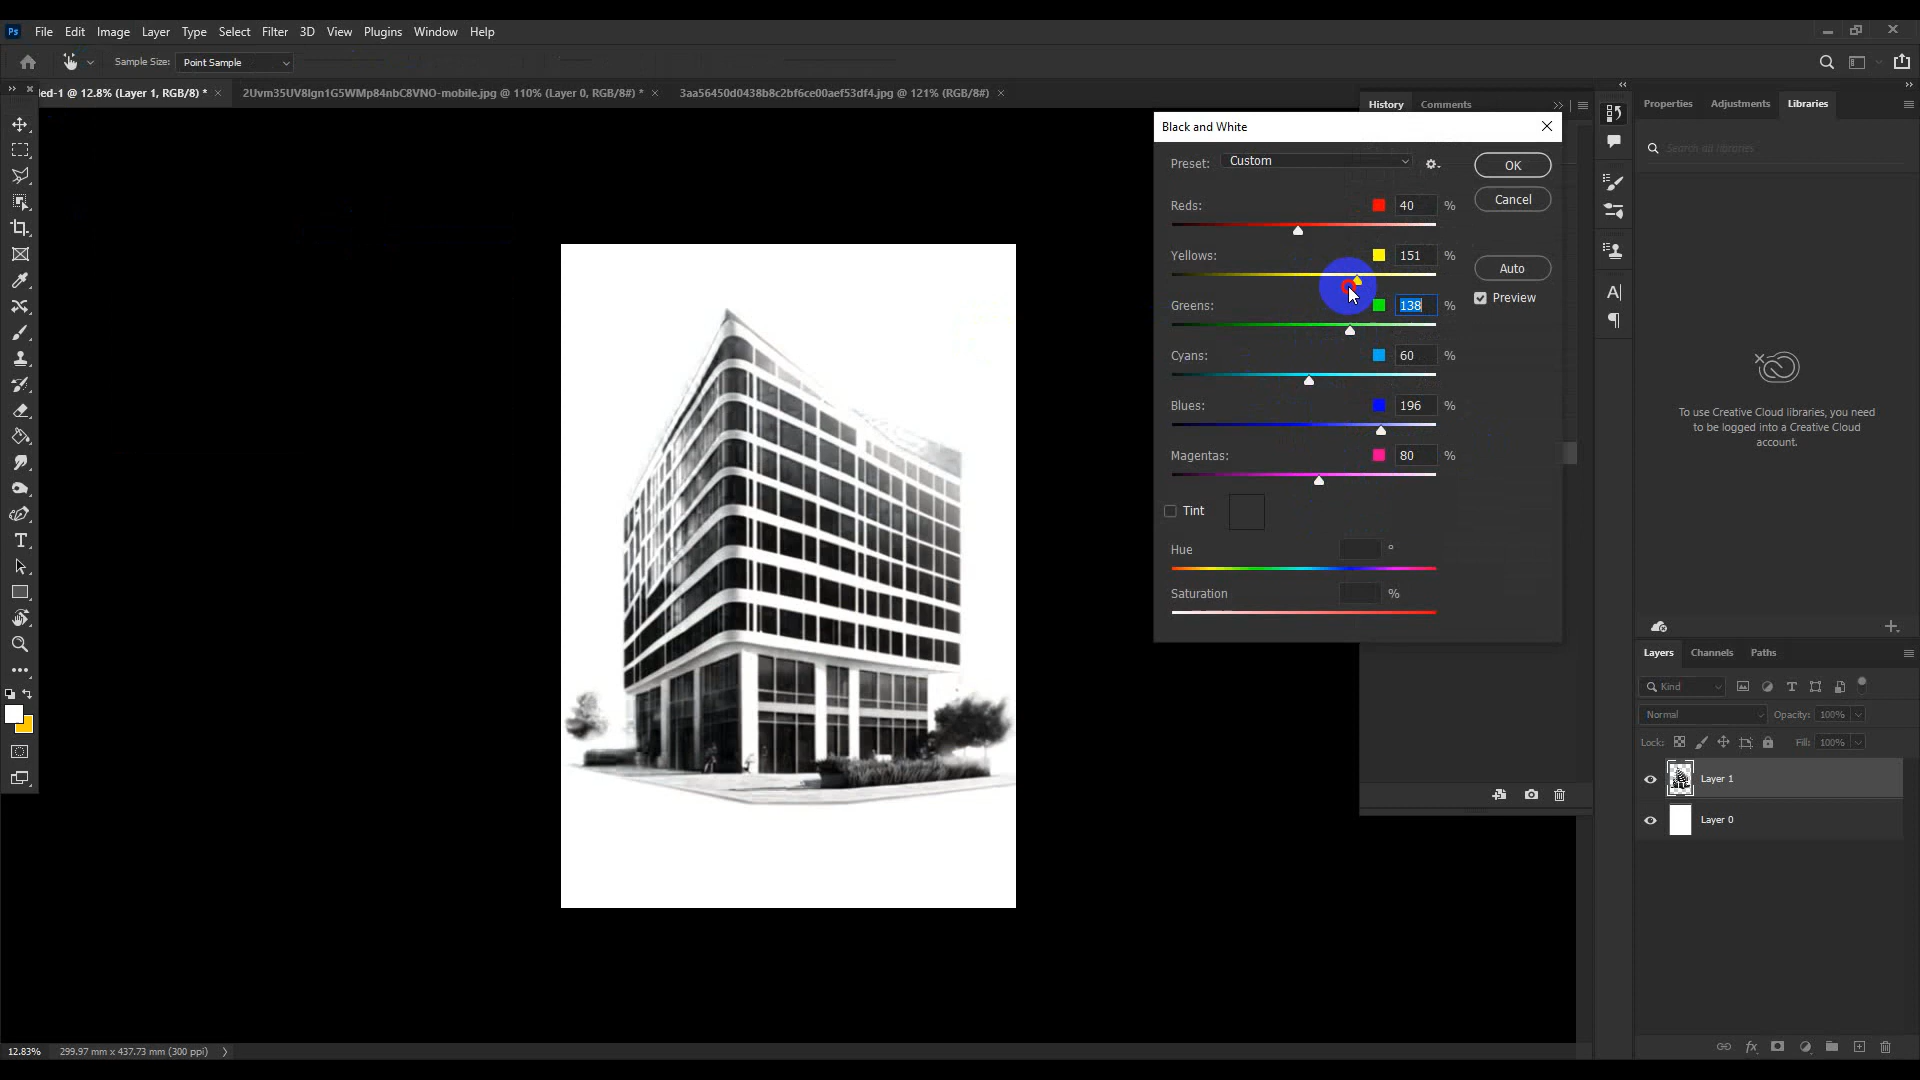 Ps File Edit Image Layer Type Select Filter 3D View Plugins Window Help
Sample Size: Point Sample
ed-1 @ 12.8% (Layer 1, RGB/8) * × 2Uvm35UV8Ign1G5WMp84nbC8VNO-mobile.jpg @ 110% (Layer 0, RGB/8#) * × 3aa56450d0438b8c2bf6ce00aef53df4.jpg @ 121% (RGB/8#) ×
History Comments
Properties Adjustments Libraries
Black and White
Search all libraries
Preset: Custom
OK
Cancel
Reds: 40 %
Yellows: 151 %
Auto
Preview
Greens: 138 %
Cyans: 60 %
Blues: 196 %
Magentas: 80 %
Tint
Hue °
Saturation %
To use Creative Cloud libraries, you need
to be logged into a Creative Cloud
account.
Layers Channels Paths
Kind
Normal Opacity: 100%
Lock: Fill: 100%
Layer 1
Layer 0
12.83% 299.97 mm x 437.73 mm (300 ppi)